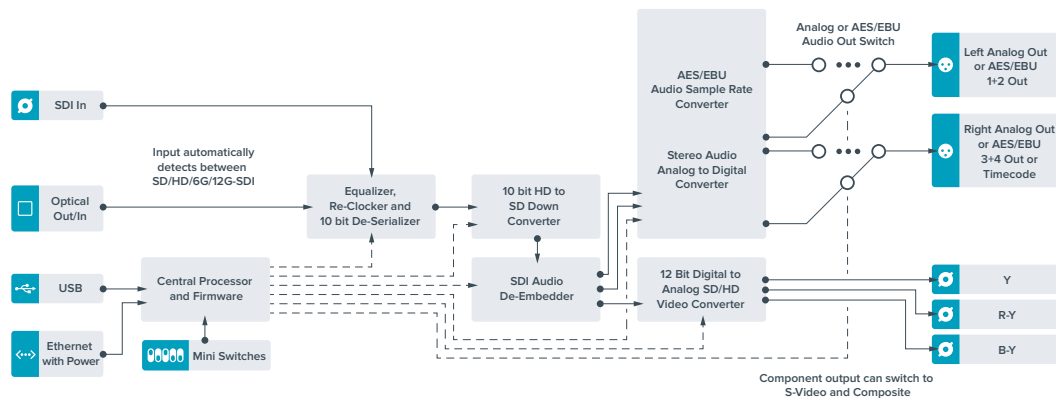 Analog or AES/EBU
Audio Out Switch
Left Analog Out
or AES/EBU
1+2 Out
AES/EBU
Audio Sample Rate
Converter
SDI In
Input automatically
detects between
SD/HD/6G/12G-SDI
Stereo Audio
Analog to Digital
Converter
Right Analog Out
or AES/EBU
3+4 Out or
Timecode
Optical
Out/In
Equalizer,
Re-Clocker and
10 bit De-Serializer
10 bit HD to
SD Down
Converter
USB
Central Processor
and Firmware
SDI Audio
De-Embedder
12 Bit Digital to
Analog SD/HD
Video Converter
Y
R-Y
B-Y
Ethernet
with Power
Mini Switches
Component output can switch to
S-Video and Composite